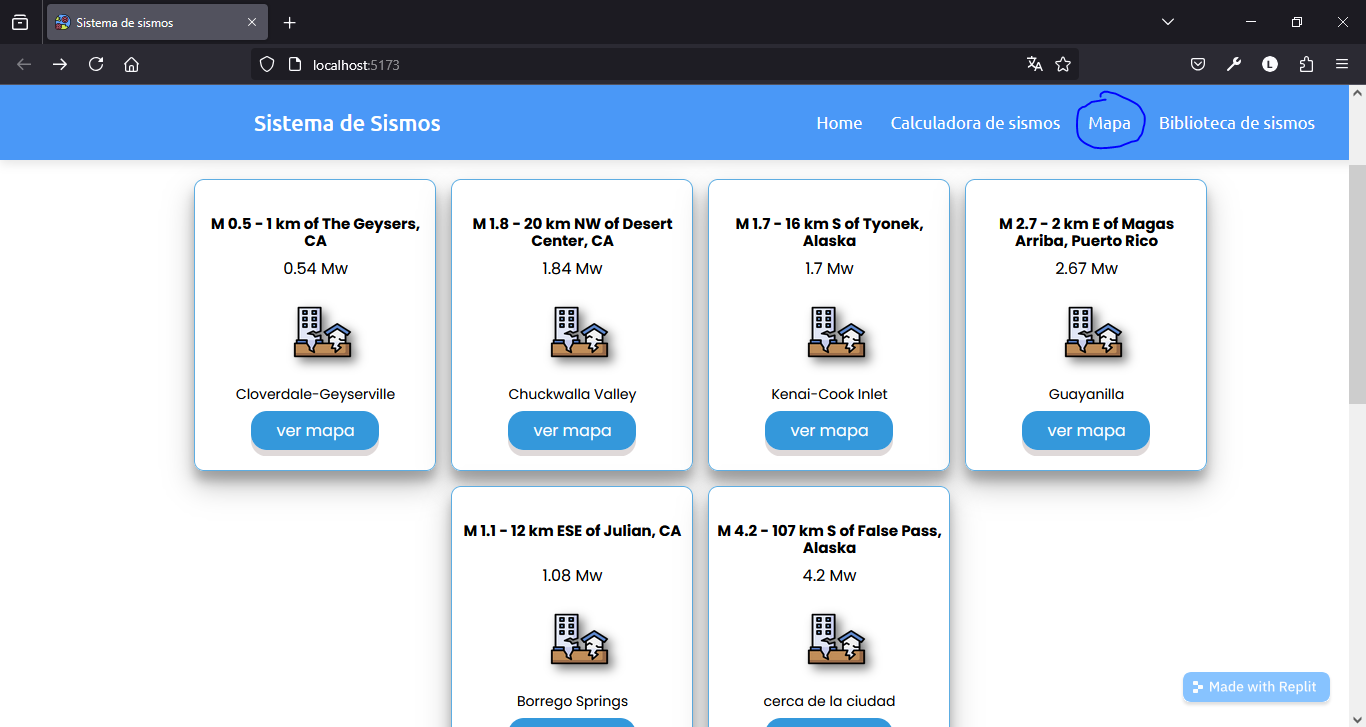 Sistema de sismos
localhost:5173
L
Sistema de Sismos
Home
Calculadora de sismos
Mapa
Biblioteca de sismos
M 0.5 - 1 km of The Geysers,
CA
0.54 Mw
Cloverdale-Geyserville
ver mapa
M 1.8 - 20 km NW of Desert
Center, CA
1.84 Mw
Chuckwalla Valley
ver mapa
M 1.7 - 16 km S of Tyonek,
Alaska
1.7 Mw
Kenai-Cook Inlet
ver mapa
M 2.7 - 2 km E of Magas
Arriba, Puerto Rico
2.67 Mw
Guayanilla
ver mapa
M 1.1 - 12 km ESE of Julian, CA
1.08 Mw
Borrego Springs
M 4.2 - 107 km S of False Pass,
Alaska
4.2 Mw
cerca de la ciudad
Made with Replit